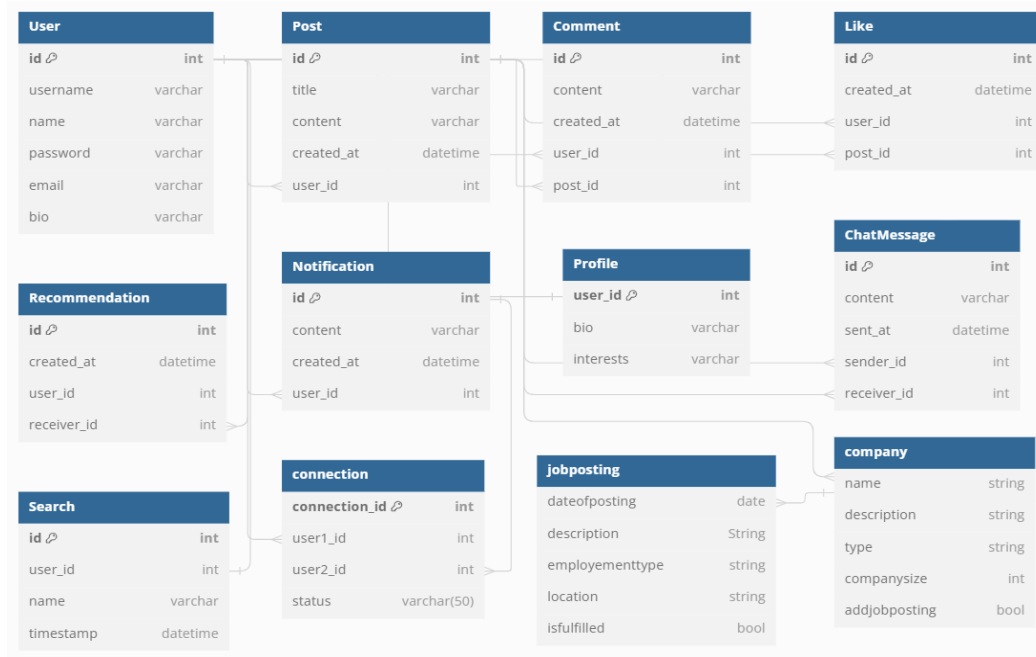 User
id int
username varchar
name varchar
password varchar
email varchar
bio varchar
Post
id int
title varchar
content varchar
created_at datetime
user_id int
Comment
id int
content varchar
created_at datetime
user_id int
post_id int
Like
id int
created_at datetime
user_id int
post_id int
Recommendation
id int
created_at datetime
user_id int
receiver_id int
Notification
id int
content varchar
created_at datetime
user_id int
Profile
user_id int
bio varchar
interests varchar
ChatMessage
id int
content varchar
sent_at datetime
sender_id int
receiver_id int
Search
id int
user_id int
name varchar
timestamp datetime
connection
connection_id int
user1_id int
user2_id int
status varchar(50)
jobposting
dateofposting date
description String
employementtype string
location string
isfulfilled bool
company
name string
description string
type string
companysize int
addjobposting bool